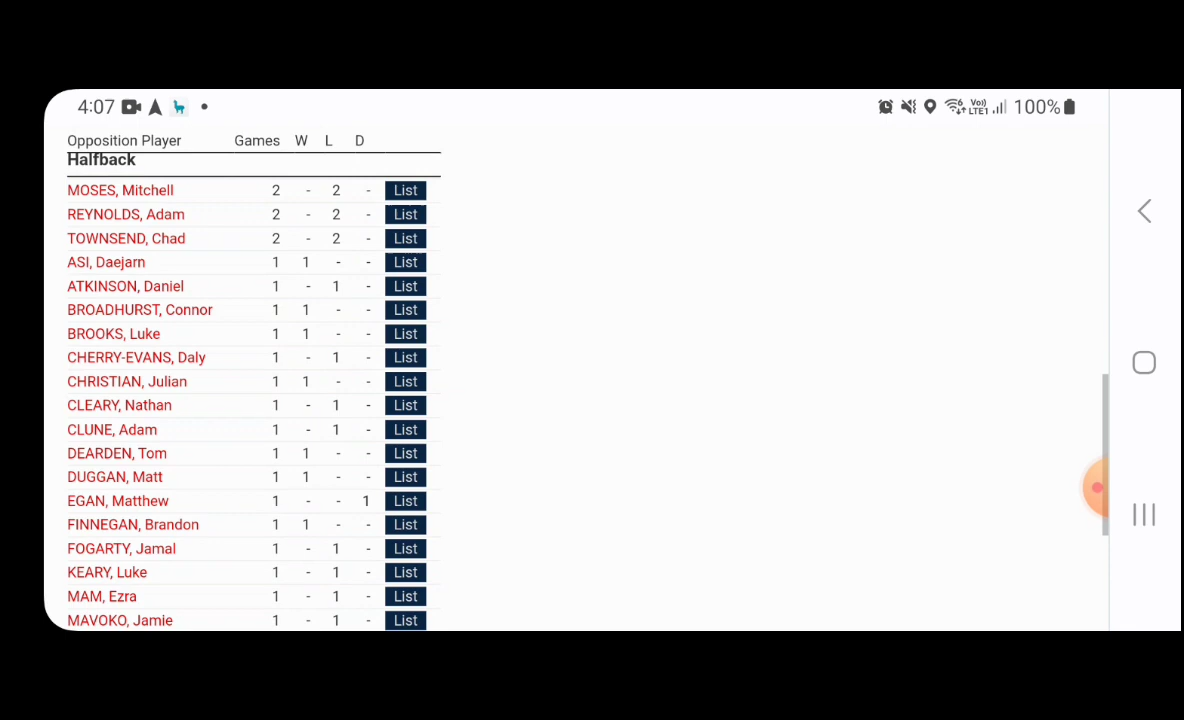 4:07 100%
Opposition Player Games W L D
Halfback
MOSES, Mitchell 2 - 2 - List
REYNOLDS, Adam 2 - 2 - List
TOWNSEND, Chad 2 - 2 - List
ASI, Daejarn 1 1 - - List
ATKINSON, Daniel 1 - 1 - List
BROADHURST, Connor 1 1 - - List
BROOKS, Luke 1 1 - - List
CHERRY-EVANS, Daly 1 - 1 - List
CHRISTIAN, Julian 1 1 - - List
CLEARY, Nathan 1 - 1 - List
CLUNE, Adam 1 - 1 - List
DEARDEN, Tom 1 1 - - List
DUGGAN, Matt 1 1 - - List
EGAN, Matthew 1 - - 1 List
FINNEGAN, Brandon 1 1 - - List
FOGARTY, Jamal 1 - 1 - List
KEARY, Luke 1 - 1 - List
MAM, Ezra 1 - 1 - List
MAVOKO, Jamie 1 - 1 - List